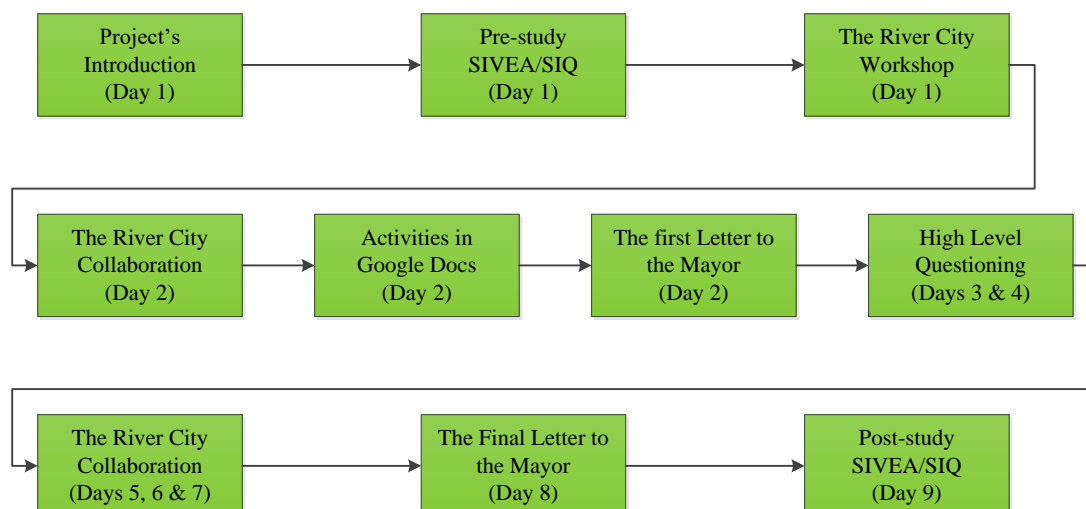 Project’s
Introduction
(Day 1)
Pre-study
SIVEA/SIQ
(Day 1)
The River City
Workshop
(Day 1)
The River City
Collaboration
(Day 2)
Activities in
Google Docs
(Day 2)
The first Letter to
the Mayor
(Day 2)
High Level
Questioning
(Days 3 & 4)
The River City
Collaboration
(Days 5, 6 & 7)
The Final Letter to
the Mayor
(Day 8)
Post-study
SIVEA/SIQ
(Day 9)